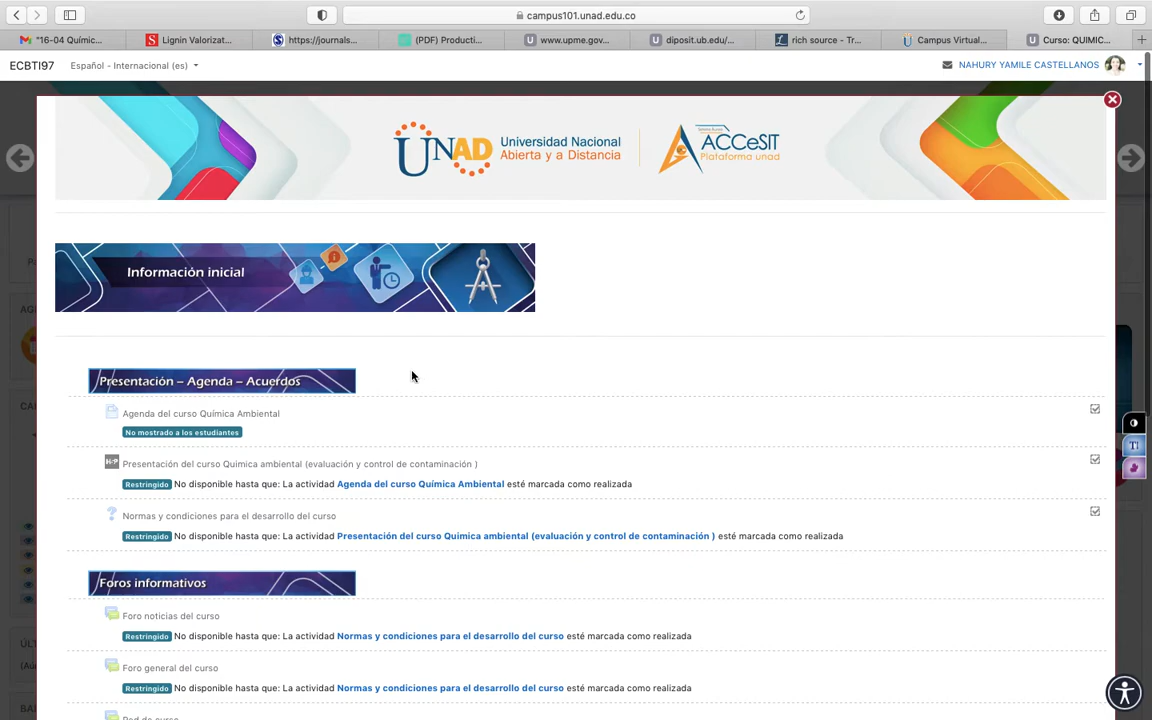 campus101.unad.edu.co
"16-04 Químic...
Lignin Valorizat...
https://journals...
(PDF) Producti...
www.upme.gov...
diposit.ub.edu/...
rich source - Tr...
Campus Virtual...
Curso: QUIMIC...
ECBTI97
Español - Internacional (es)
NAHURY YAMILE CASTELLANOS
UNAD
Universidad Nacional
Abierta y a Distancia
ACCeSIT
Plataforma unad
Información inicial
Presentación – Agenda – Acuerdos
Agenda del curso Química Ambiental
No mostrado a los estudiantes
Presentación del curso Quimica ambiental (evaluación y control de contaminación )
Restringido No disponible hasta que: La actividad Agenda del curso Química Ambiental esté marcada como realizada
Normas y condiciones para el desarrollo del curso
Restringido No disponible hasta que: La actividad Presentación del curso Quimica ambiental (evaluación y control de contaminación ) esté marcada como realizada
Foros informativos
Foro noticias del curso
Restringido No disponible hasta que: La actividad Normas y condiciones para el desarrollo del curso esté marcada como realizada
Foro general del curso
Restringido No disponible hasta que: La actividad Normas y condiciones para el desarrollo del curso esté marcada como realizada